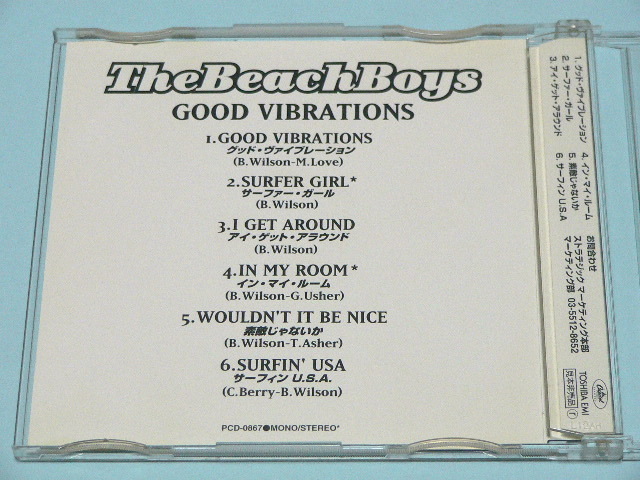 The Beach Boys
GOOD VIBRATIONS
1.GOOD VIBRATIONS
グッド・ヴァイブレーション
(B.Wilson-M.Love)
2.SURFER GIRL*
サーファー・ガール
(B.Wilson)
3.I GET AROUND
アイ・ゲット・アラウンド
(B.Wilson)
4.IN MY ROOM*
イン・マイ・ルーム
(B.Wilson-G.Usher)
5.WOULDN'T IT BE NICE
素敵じゃないか
(B.Wilson-T.Asher)
6.SURFIN' USA
サーフィン U.S.A.
(C.Berry-B.Wilson)
PCD-0867●MONO/STEREO*
1. グッド・ヴァイブレーション
2. サーファー・ガール
3. アイ・ゲット・アラウンド
4. イン・マイ・ルーム
5. 素敵じゃないか
6. サーフィン U.S.A
お問合わせ
ストラテジック マーケティング本部
マーケティング部 03-5512-8652
TOSHIBA EMI
見本非売品 T
Capitol